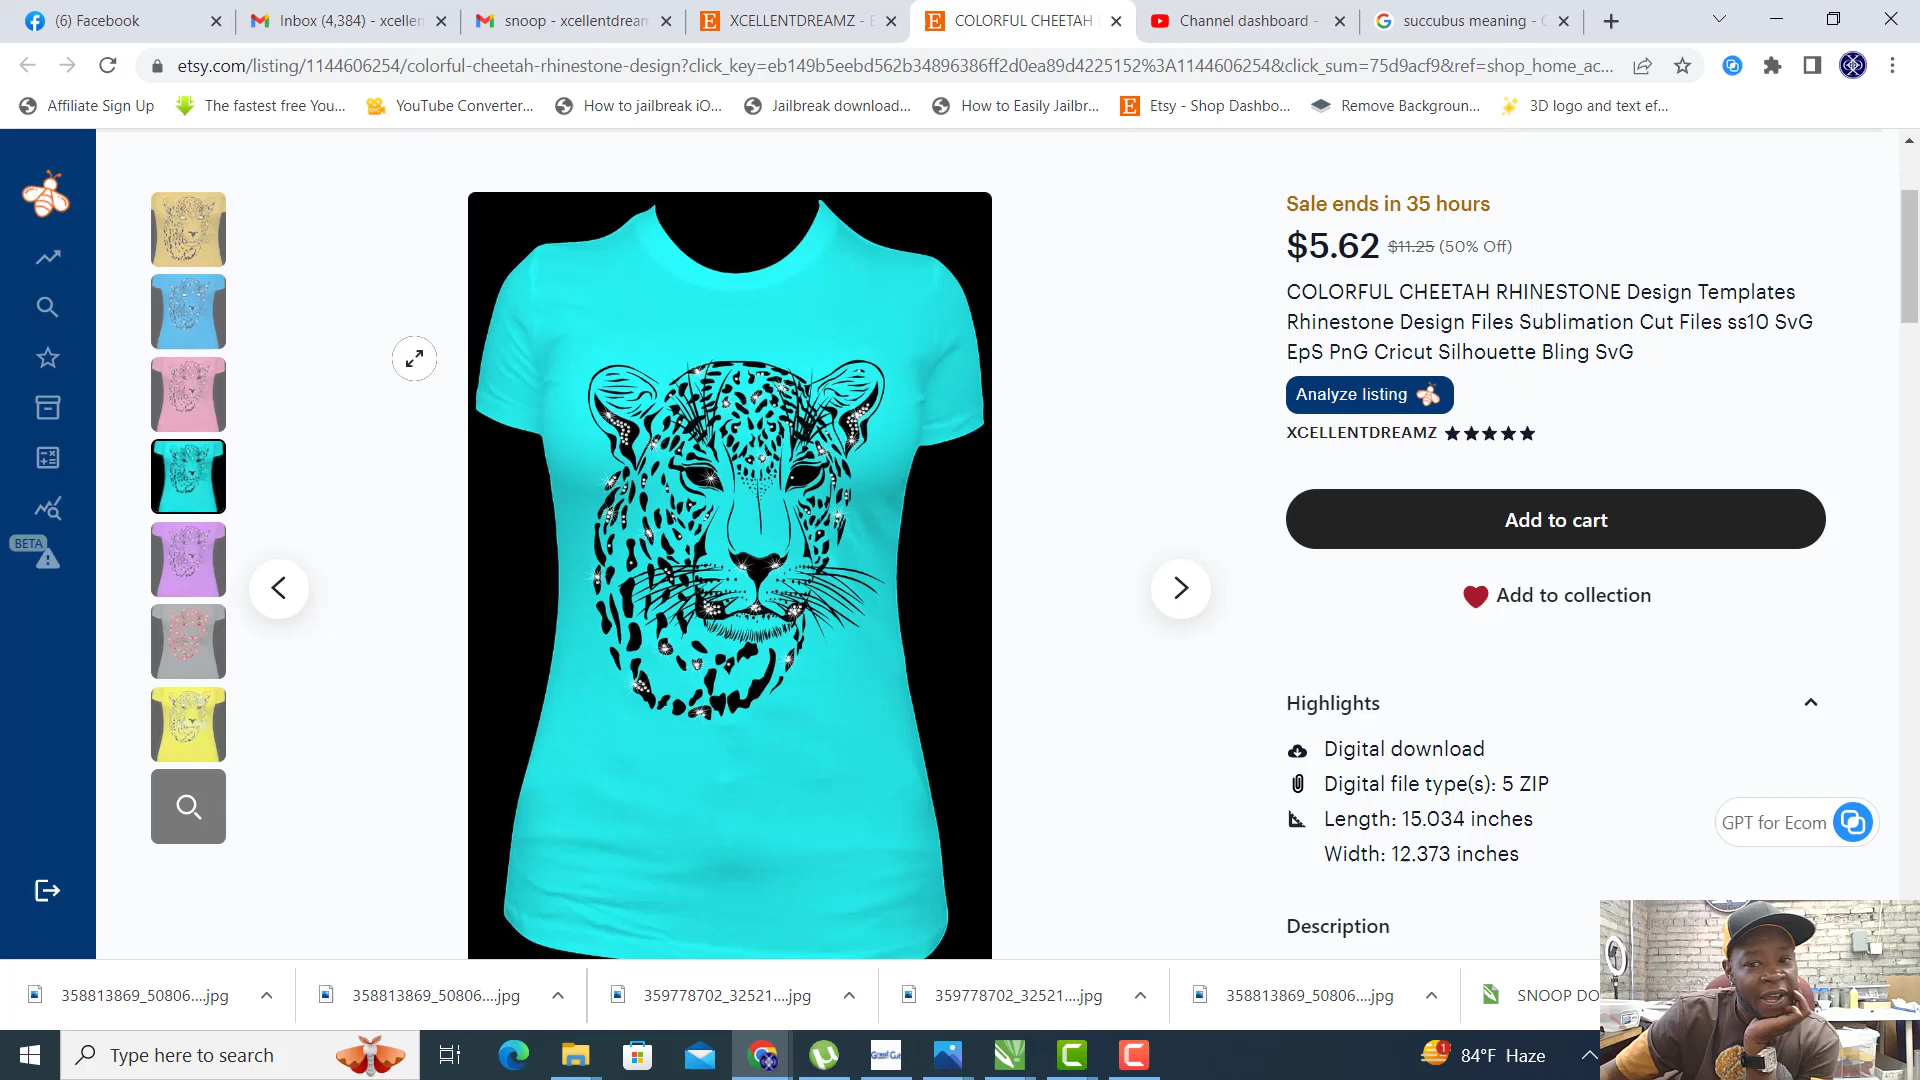 (6) Facebook
Inbox (4,384) - xcellen
snoop - xcellentdream
XCELLENTDREAMZ - E
COLORFUL CHEETAH
Channel dashboard -
succubus meaning -
etsy.com/listing/1144606254/colorful-cheetah-rhinestone-design?click_key=eb149b5eebd562b34896386ff2d0ea89d4225152%3A1144606254&click_sum=75d9acf9&ref=shop_home_ac...
Affiliate Sign Up
The fastest free You...
YouTube Converter...
How to jailbreak iO...
Jailbreak download...
How to Easily Jailbr...
Etsy - Shop Dashbo...
Remove Backgroun...
3D logo and text ef...
BETA
Sale ends in 35 hours
$5.62 $11.25 (50% Off)
COLORFUL CHEETAH RHINESTONE Design Templates
Rhinestone Design Files Sublimation Cut Files ss10 SvG
EpS PnG Cricut Silhouette Bling SvG
Analyze listing
XCELLENTDREAMZ
Add to cart
Add to collection
Highlights
Digital download
Digital file type(s): 5 ZIP
Length: 15.034 inches
Width: 12.373 inches
GPT for Ecom
Description
358813869_50806....jpg
358813869_50806....jpg
359778702_32521....jpg
359778702_32521....jpg
358813869_50806....jpg
SNOOP DO
Type here to search
1
84°F Haze